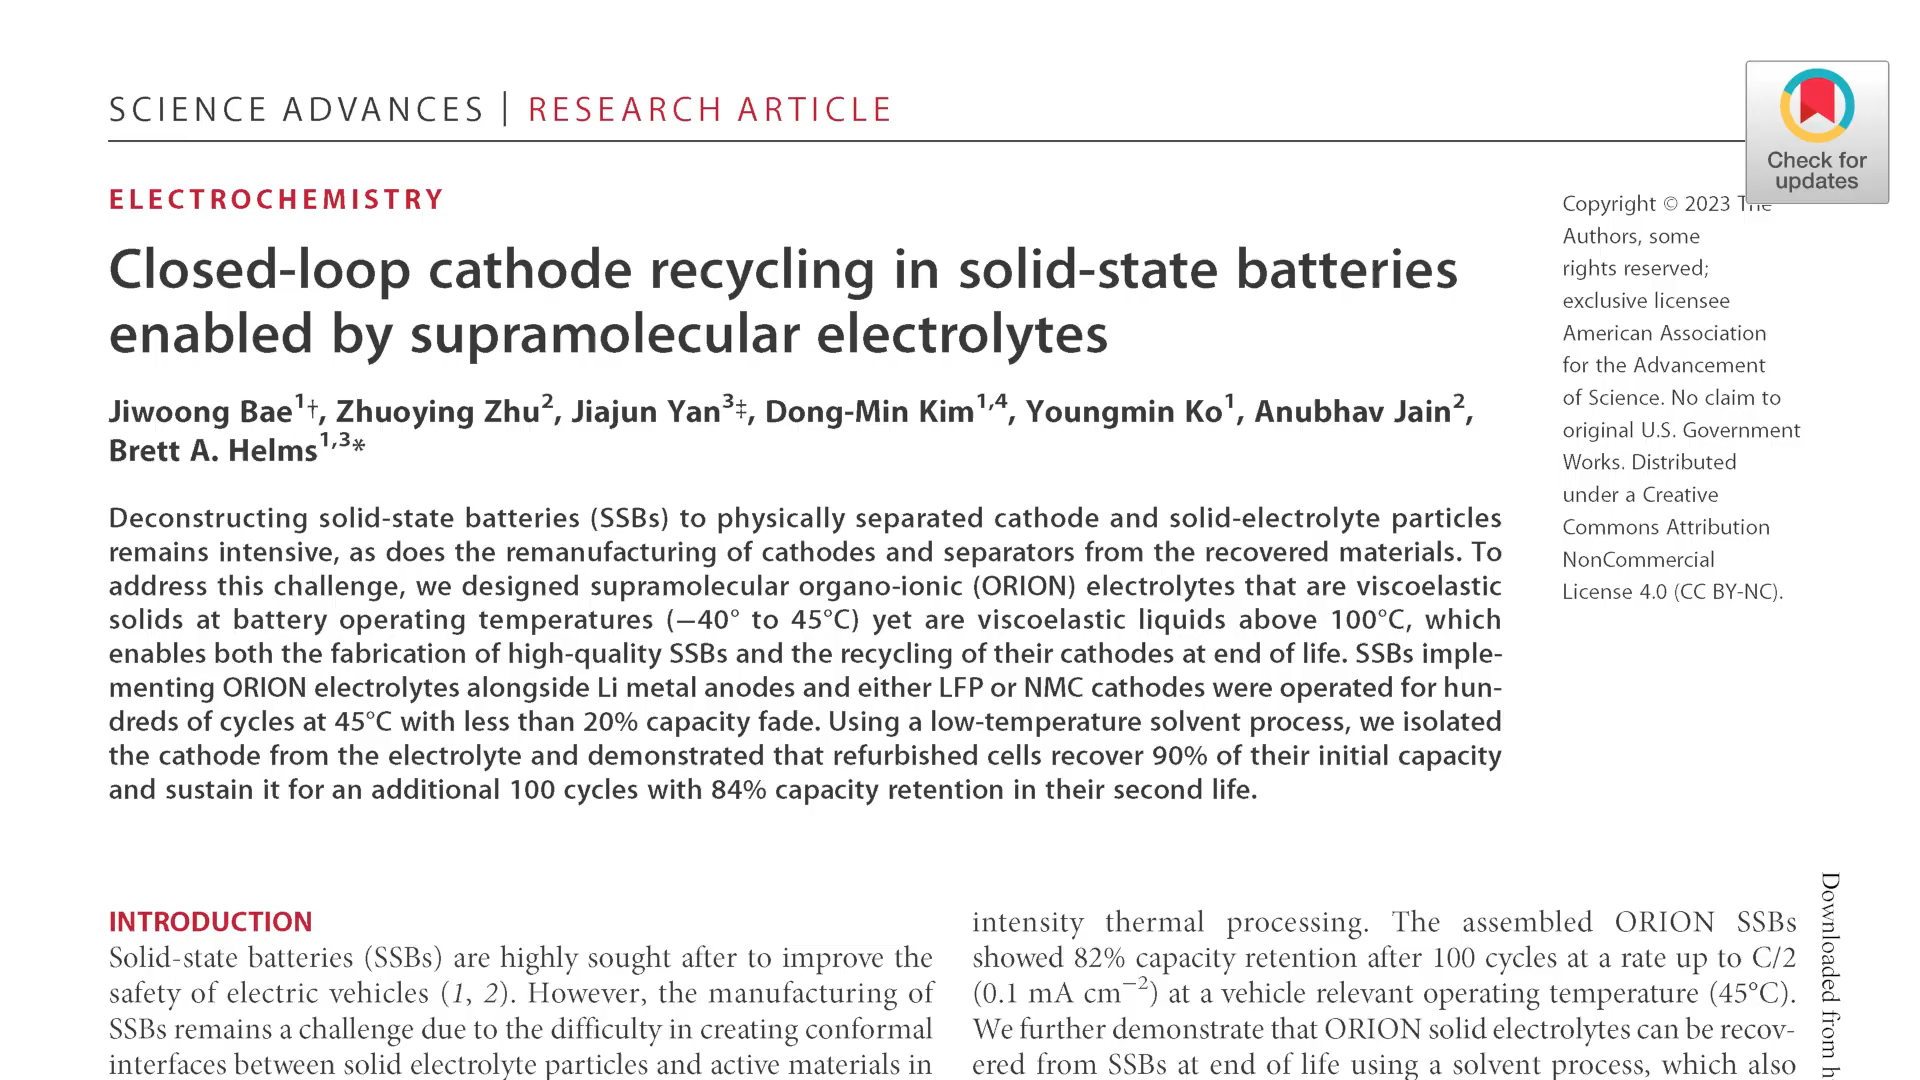 SCIENCE ADVANCES | RESEARCH ARTICLE
Check for
updates
ELECTROCHEMISTRY
Closed-loop cathode recycling in solid-state batteries
enabled by supramolecular electrolytes
Jiwoong Bae1†, Zhuoying Zhu2, Jiajun Yan3‡, Dong-Min Kim1,4, Youngmin Ko1, Anubhav Jain2,
Brett A. Helms1,3*
Deconstructing solid-state batteries (SSBs) to physically separated cathode and solid-electrolyte particles
remains intensive, as does the remanufacturing of cathodes and separators from the recovered materials. To
address this challenge, we designed supramolecular organo-ionic (ORION) electrolytes that are viscoelastic
solids at battery operating temperatures (−40° to 45°C) yet are viscoelastic liquids above 100°C, which
enables both the fabrication of high-quality SSBs and the recycling of their cathodes at end of life. SSBs imple-
menting ORION electrolytes alongside Li metal anodes and either LFP or NMC cathodes were operated for hun-
dreds of cycles at 45°C with less than 20% capacity fade. Using a low-temperature solvent process, we isolated
the cathode from the electrolyte and demonstrated that refurbished cells recover 90% of their initial capacity
and sustain it for an additional 100 cycles with 84% capacity retention in their second life.
Copyright © 2023 The
Authors, some
rights reserved;
exclusive licensee
American Association
for the Advancement
of Science. No claim to
original U.S. Government
Works. Distributed
under a Creative
Commons Attribution
NonCommercial
License 4.0 (CC BY-NC).
INTRODUCTION
Solid-state batteries (SSBs) are highly sought after to improve the
safety of electric vehicles (1, 2). However, the manufacturing of
SSBs remains a challenge due to the difficulty in creating conformal
interfaces between solid electrolyte particles and active materials in
intensity thermal processing. The assembled ORION SSBs
showed 82% capacity retention after 100 cycles at a rate up to C/2
(0.1 mA cm−2) at a vehicle relevant operating temperature (45°C).
We further demonstrate that ORION solid electrolytes can be recov-
ered from SSBs at end of life using a solvent process, which also
Downloaded from h